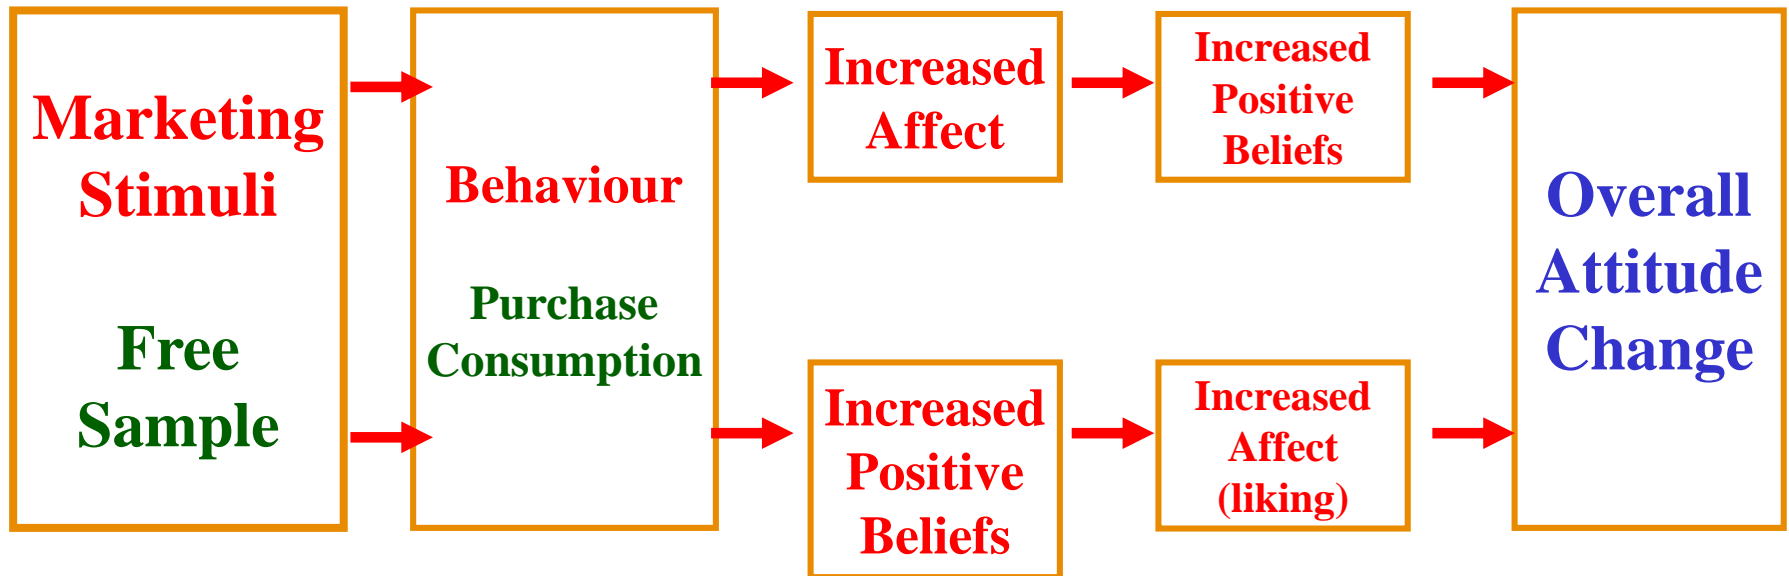 Marketing
Stimuli
Free
Sample
Behaviour
Purchase
Consumption
Increased
Affect
Increased
Positive
Beliefs
Increased
Positive
Beliefs
Increased
Affect
(liking)
Overall
Attitude
Change